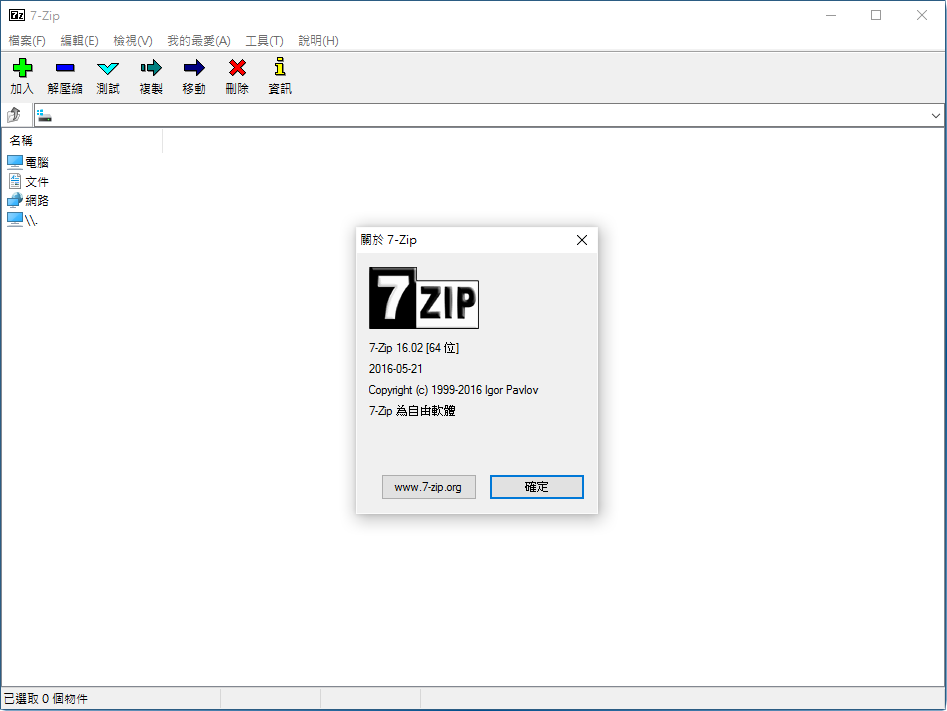 7-Zip
檔案(F) 編輯(E) 檢視(V) 我的最愛(A) 工具(T) 說明(H)
加入 解壓縮 測試 複製 移動 刪除 資訊
名稱
電腦
文件
網路
\\.
關於 7-Zip
7ZIP
7-Zip 16.02 [64 位]
2016-05-21
Copyright (c) 1999-2016 Igor Pavlov
7-Zip 為自由軟體
www.7-zip.org 確定
已選取 0 個物件